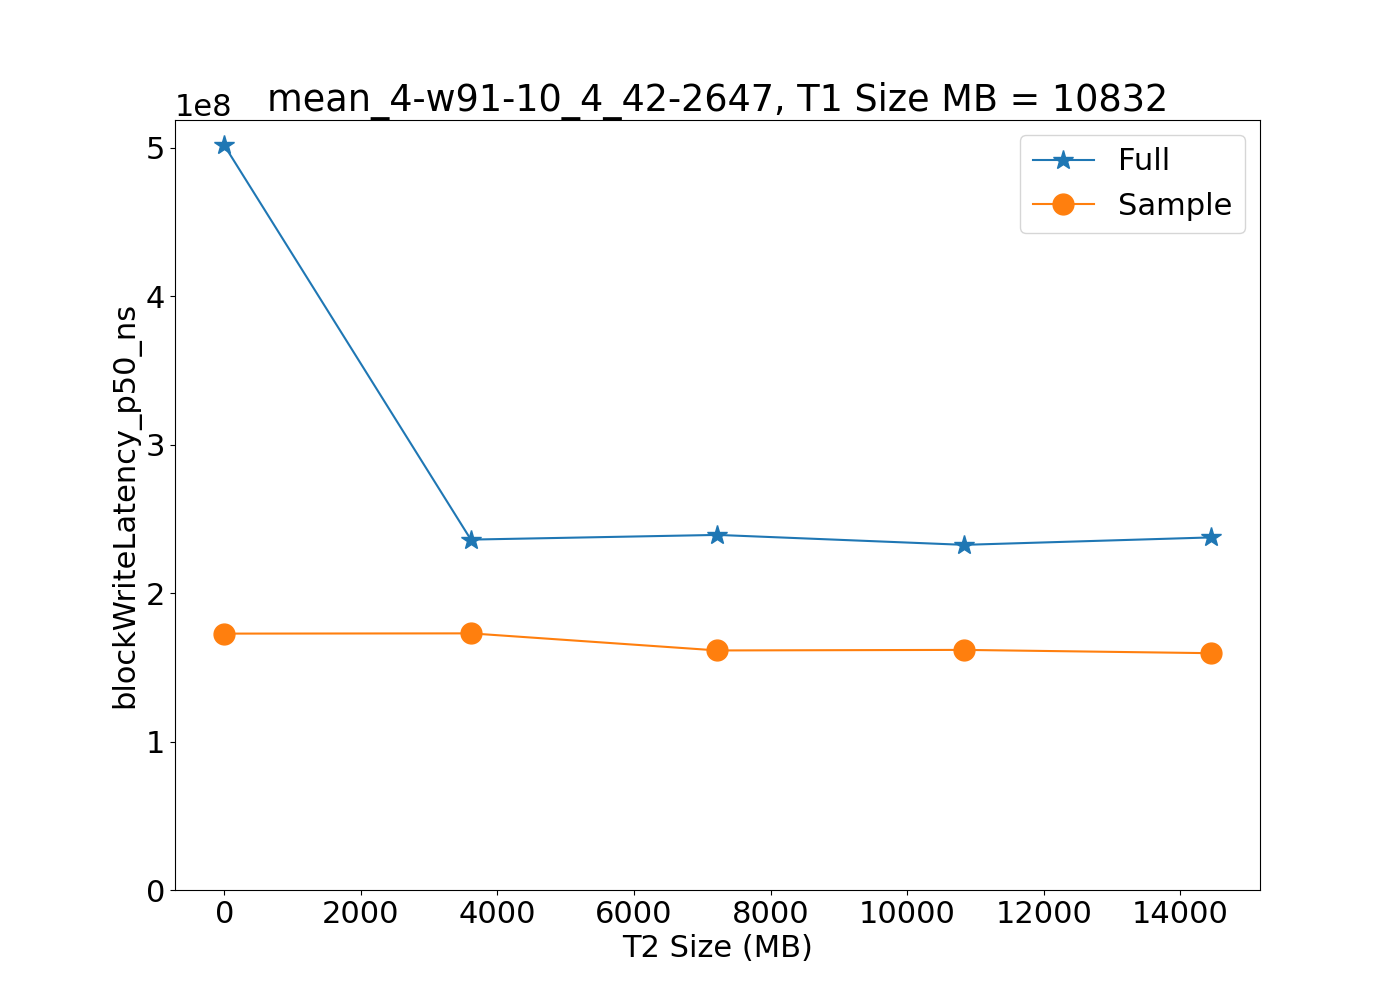 mean_4-w91-10_4_42-2647, T1 Size MB = 10832
1e8
Full
Sample
blockWriteLatency_p50_ns
5
4
3
2
1
0
0 2000 4000 6000 8000 10000 12000 14000
T2 Size (MB)